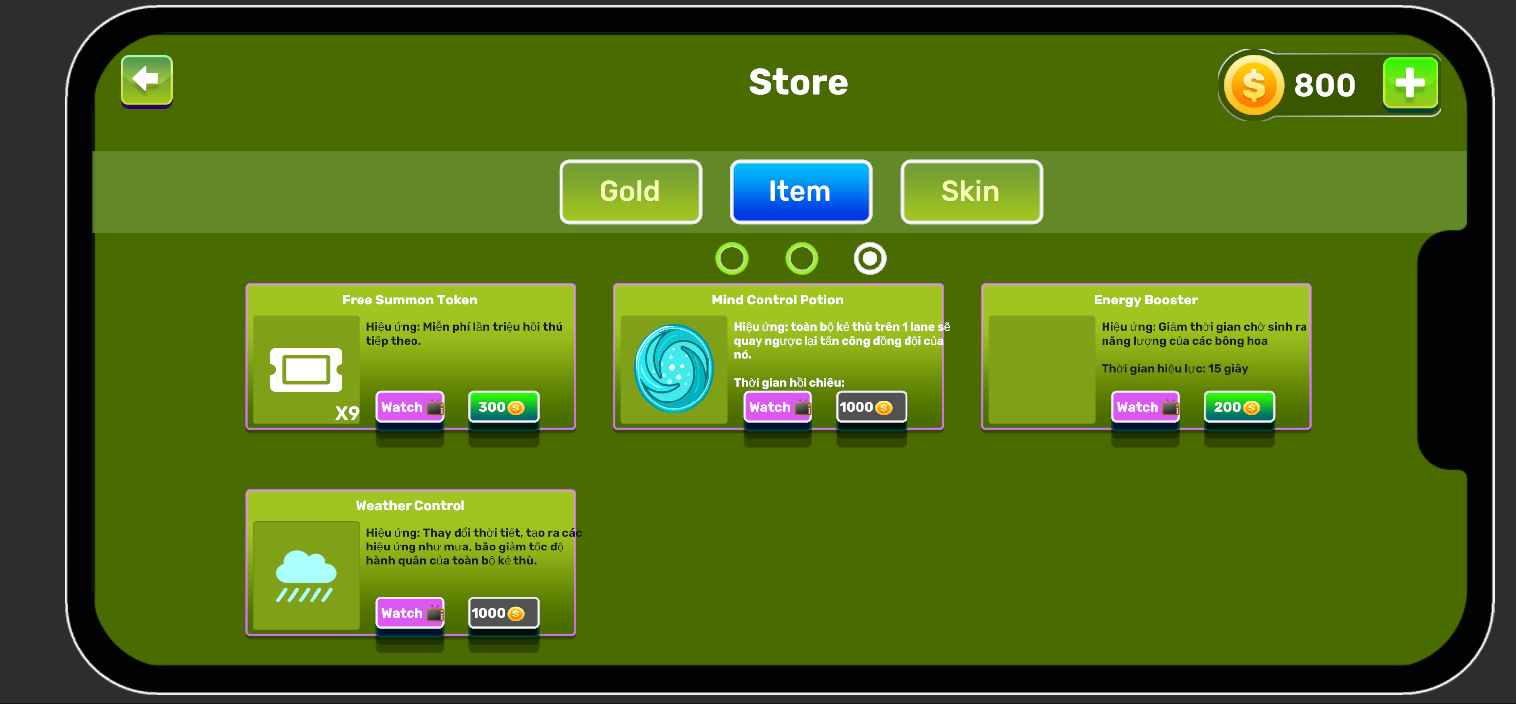 Store
800
Gold
Item
Skin
Free Summon Token
Hiệu ứng: Miễn phí lần triệu hồi thú
tiếp theo.
X9
Watch
300
Mind Control Potion
Hiệu ứng: toàn bộ kẻ thù trên 1 lane sẽ
quay ngược lại tấn công đồng đội của
nó.
Thời gian hồi chiêu:
Watch
1000
Energy Booster
Hiệu ứng: Giảm thời gian chờ sinh ra
năng lượng của các bông hoa
Thời gian hiệu lực: 15 giây
Watch
200
Weather Control
Hiệu ứng: Thay đổi thời tiết, tạo ra các
hiệu ứng như mưa, bão giảm tốc độ
hành quân của toàn bộ kẻ thù.
Watch
1000